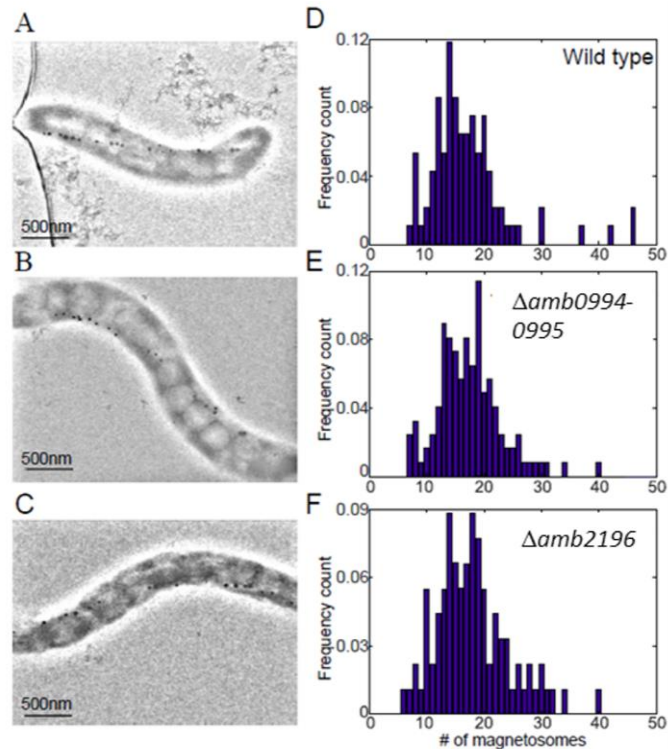 A
500nm
B
500nm
C
500nm
D
Wild type
Frequency count
0.12
0.08
0.04
0
0 10 20 30 40 50
E
Δamb0994-
0995
Frequency count
0.12
0.08
0.04
0
0 10 20 30 40 50
F
Δamb2196
Frequency count
0.09
0.06
0.03
0
0 10 20 30 40 50
# of magnetosomes